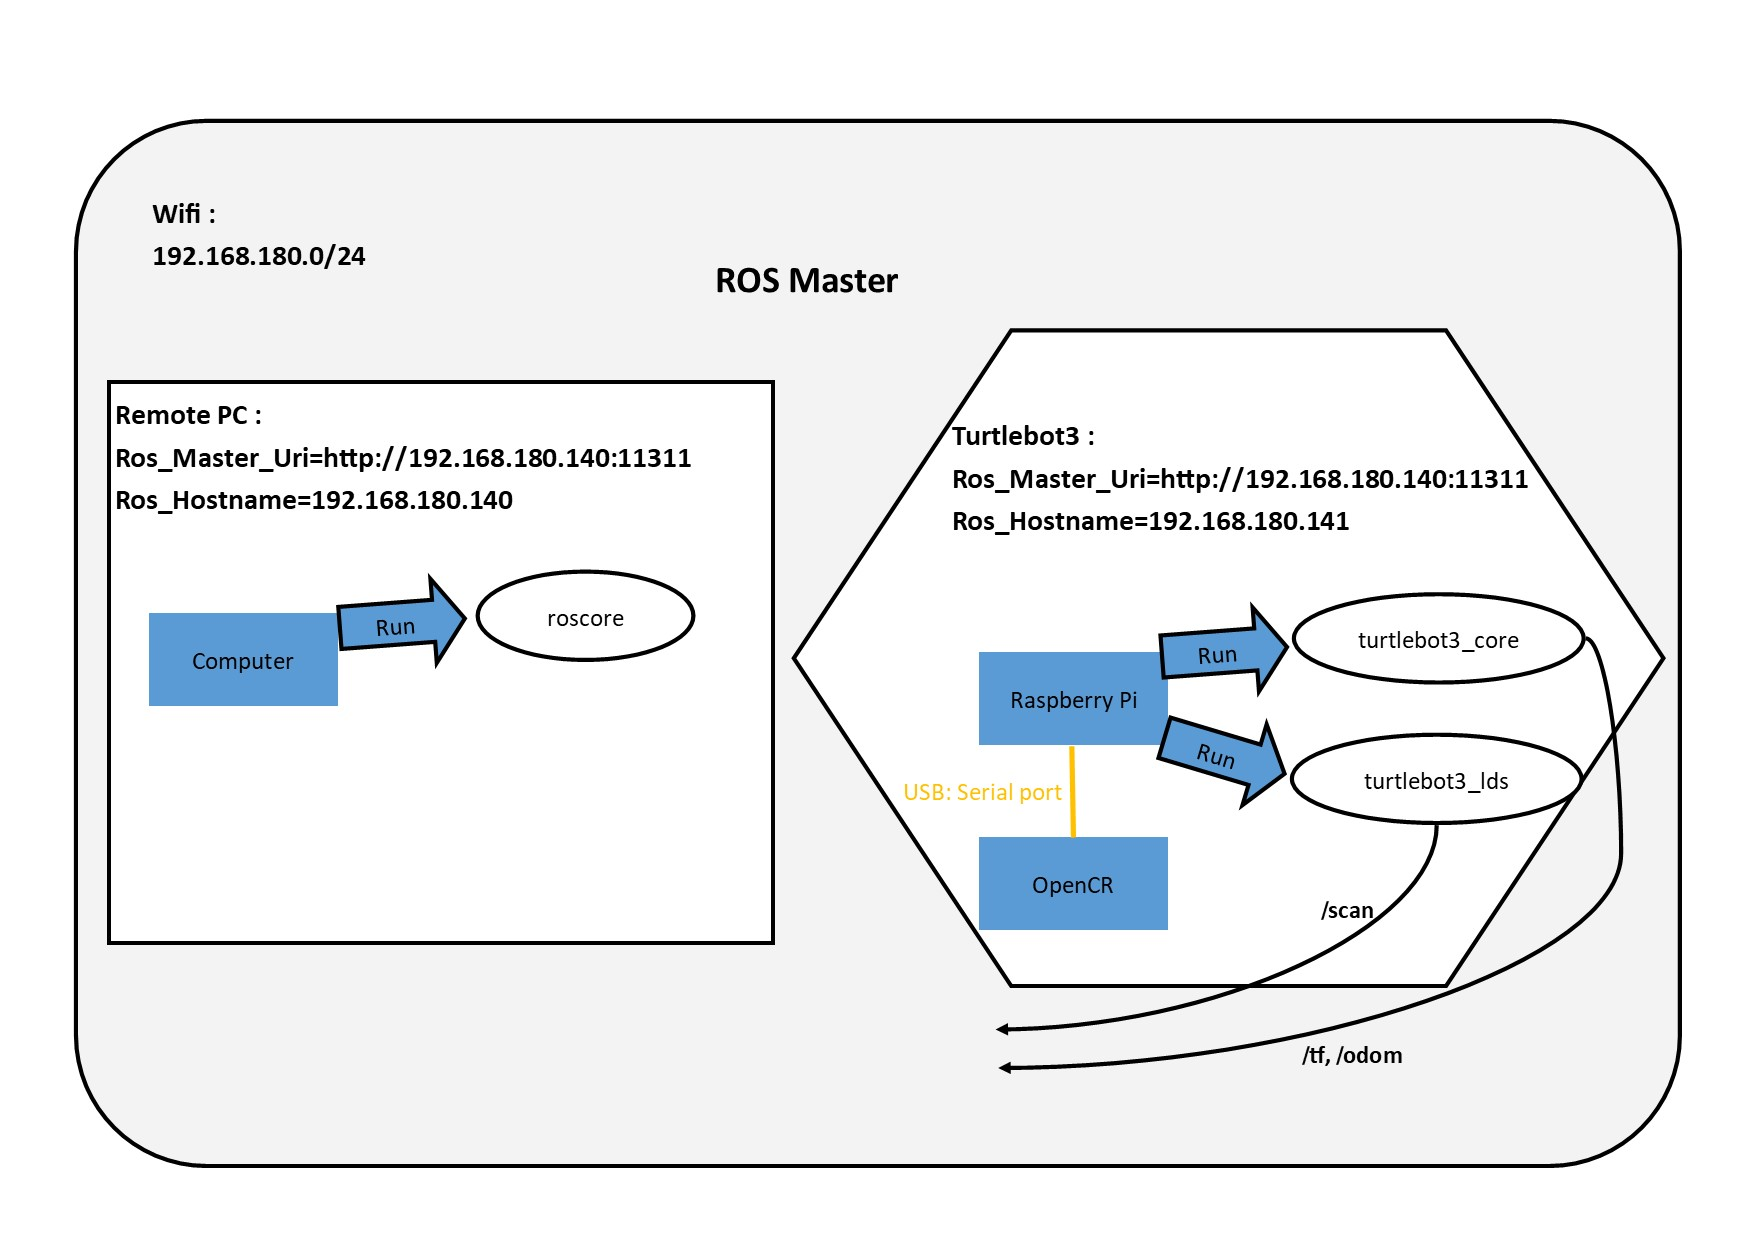 Wifi :
192.168.180.0/24
ROS Master
Remote PC :
Ros_Master_Uri=http://192.168.180.140:11311
Ros_Hostname=192.168.180.140
Computer
Run
roscore
Turtlebot3 :
Ros_Master_Uri=http://192.168.180.140:11311
Ros_Hostname=192.168.180.141
Raspberry Pi
Run
turtlebot3_core
Run
turtlebot3_lds
USB: Serial port
OpenCR
/scan
/tf, /odom